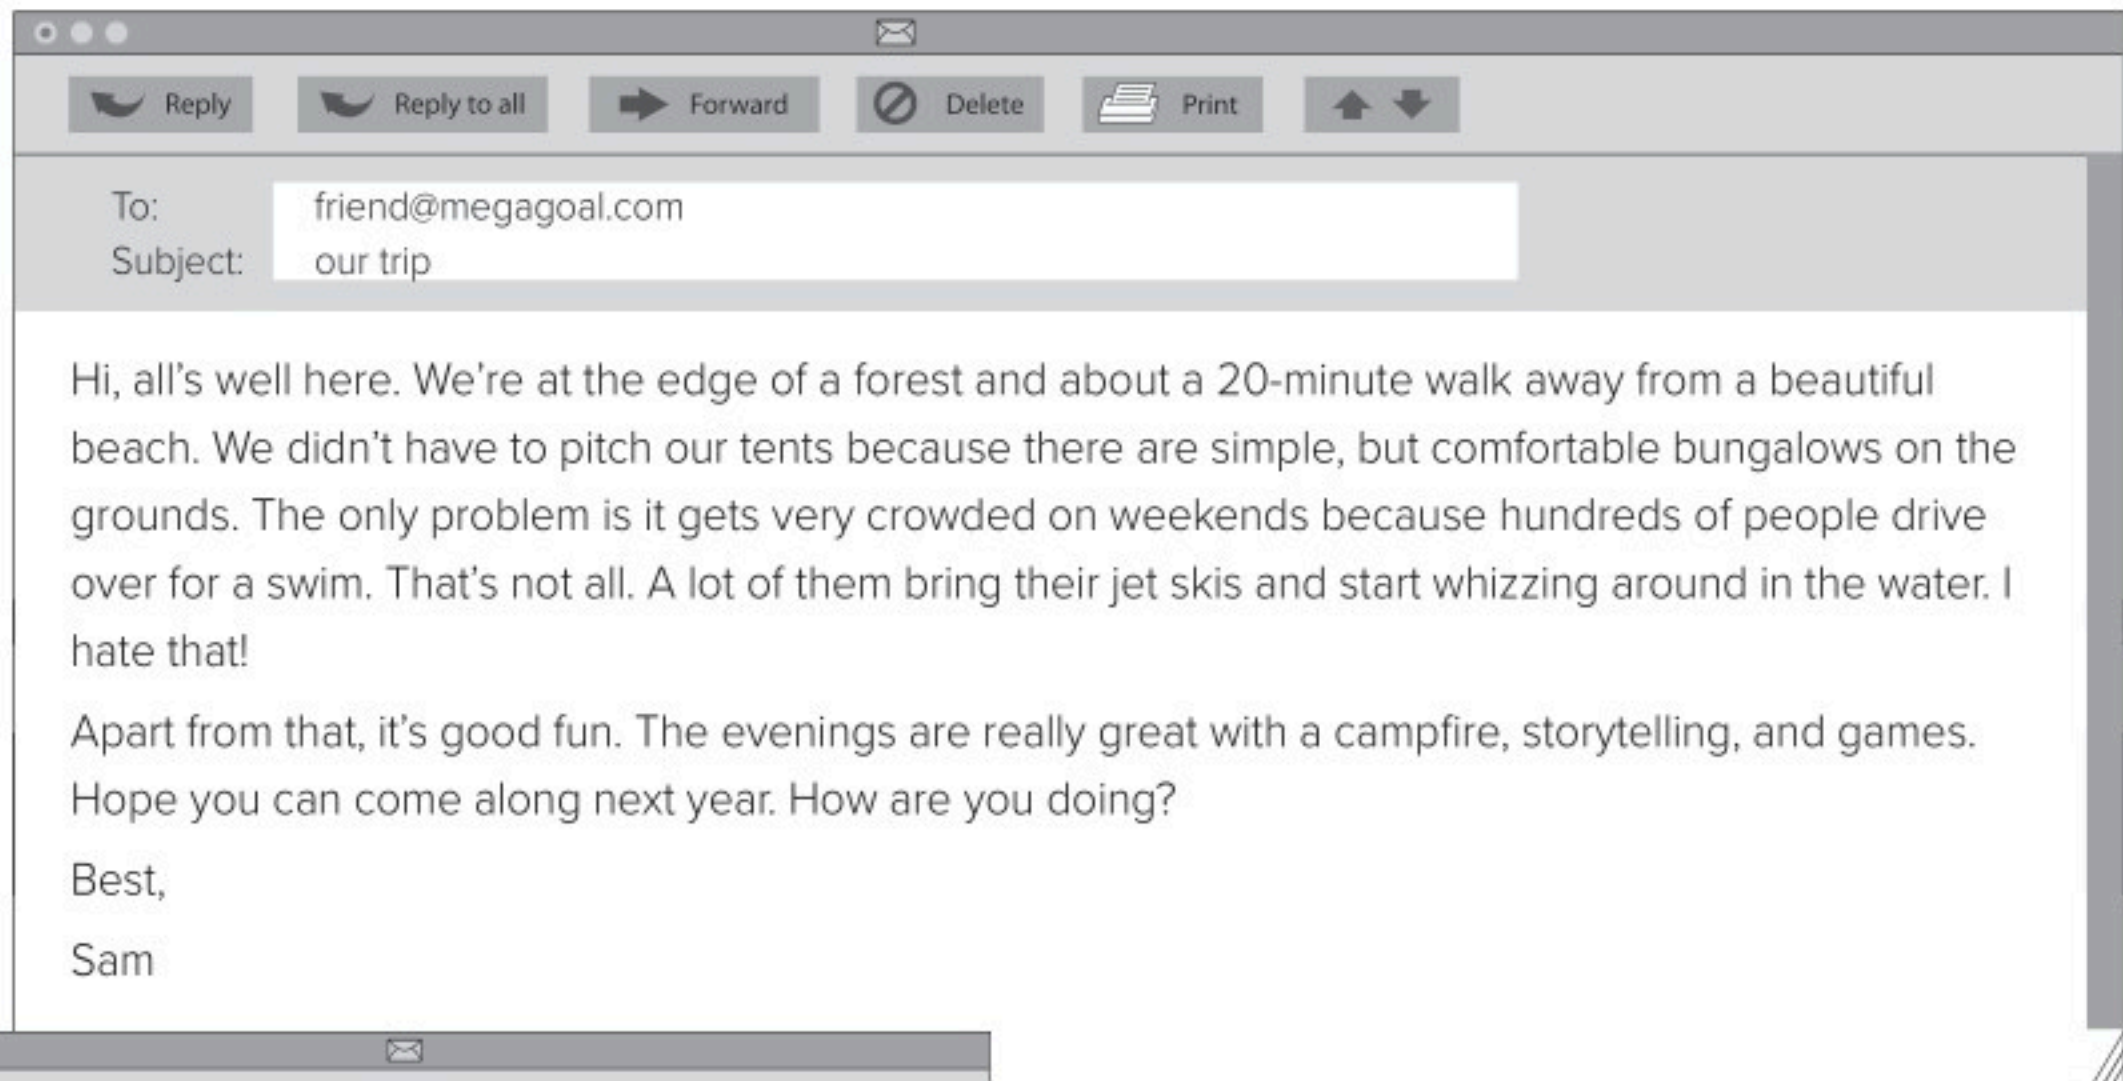 Reply Reply to all Forward Delete Print
To: friend@megagoal.com
Subject: our trip
Hi, all's well here. We're at the edge of a forest and about a 20-minute walk away from a beautiful
beach. We didn't have to pitch our tents because there are simple, but comfortable bungalows on the
grounds. The only problem is it gets very crowded on weekends because hundreds of people drive
over for a swim. That's not all. A lot of them bring their jet skis and start whizzing around in the water. I
hate that!
Apart from that, it's good fun. The evenings are really great with a campfire, storytelling, and games.
Hope you can come along next year. How are you doing?
Best,
Sam